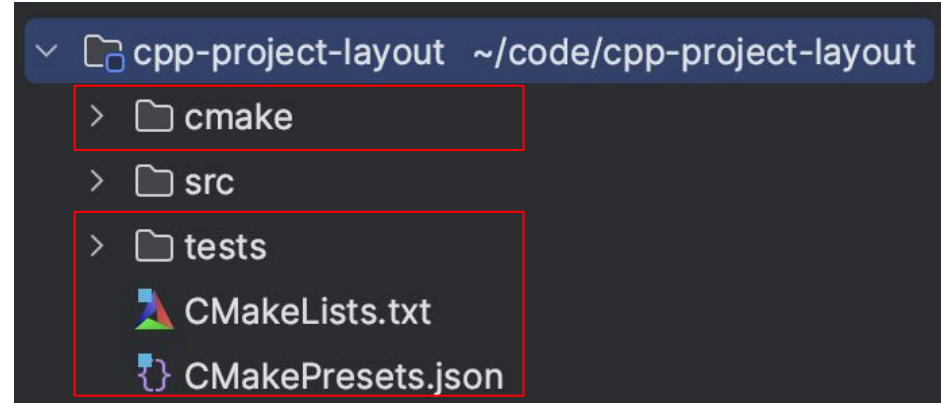 cpp-project-layout ~/code/cpp-project-layout
cmake
src
tests
CMakeLists.txt
CMakePresets.json